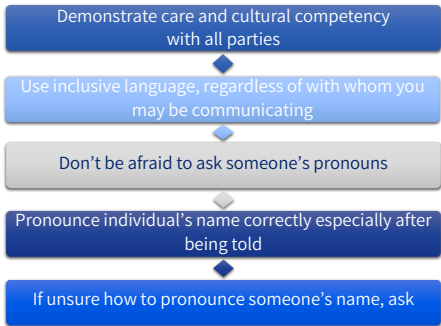 Demonstrate care and cultural competency
with all parties
Use inclusive language, regardless of with whom you
may be communicating
Don’t be afraid to ask someone’s pronouns
Pronounce individual’s name correctly especially after
being told
If unsure how to pronounce someone’s name, ask